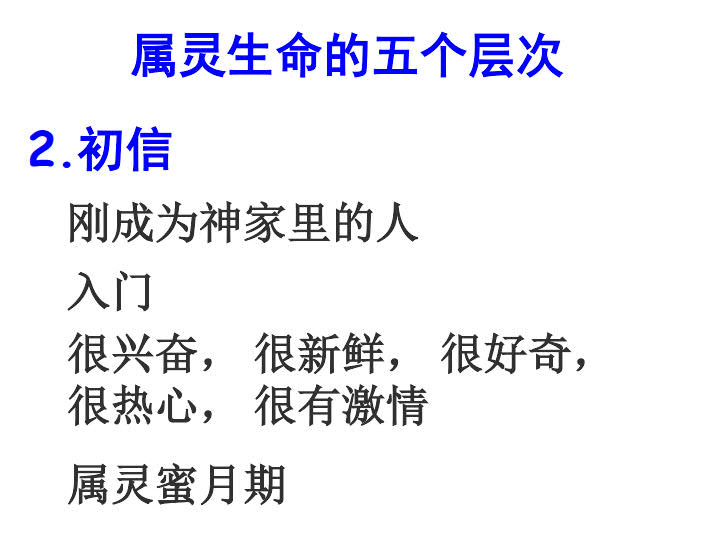 属灵生命的五个层次
2.初信
刚成为神家里的人
入门
很兴奋， 很新鲜， 很好奇，
很热心， 很有激情
属灵蜜月期